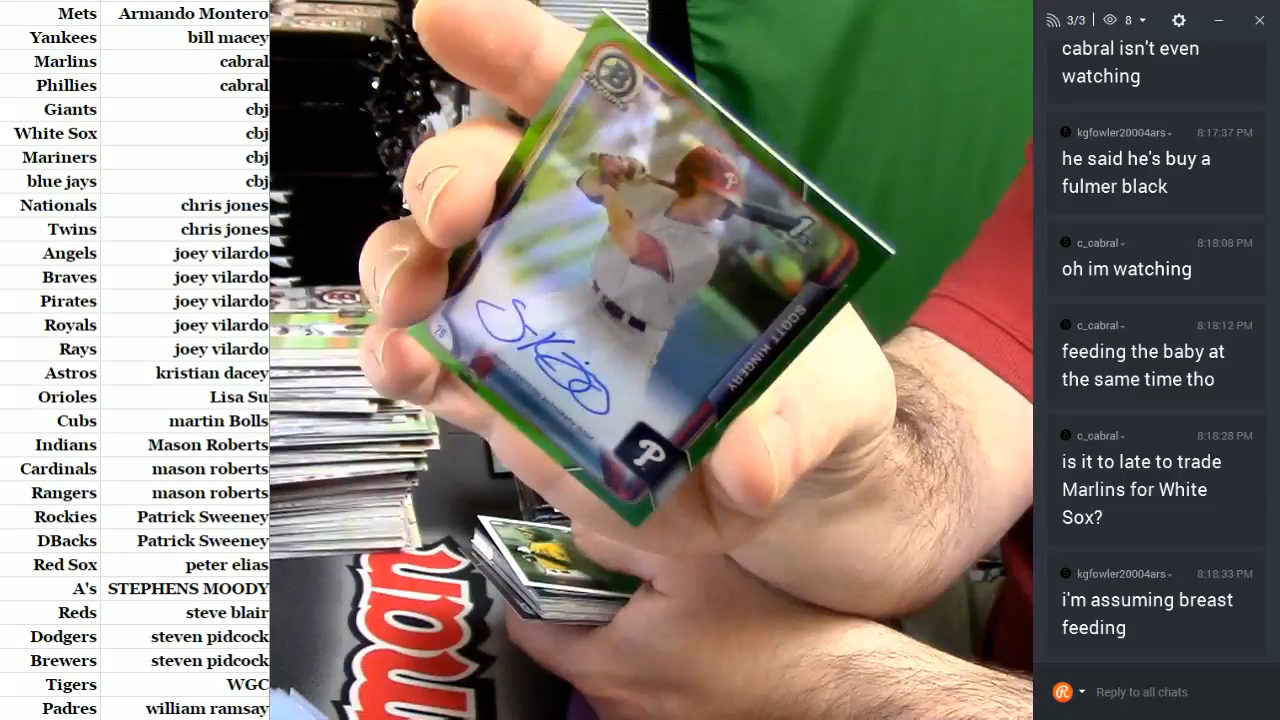 Mets Armando Montero
Yankees bill macey
Marlins cabral
Phillies cabral
Giants cbj
White Sox cbj
Mariners cbj
blue jays cbj
Nationals chris jones
Twins chris jones
Angels joey vilardo
Braves joey vilardo
Pirates joey vilardo
Royals joey vilardo
Rays joey vilardo
Astros kristian dacey
Orioles Lisa Su
Cubs martin Bolls
Indians Mason Roberts
Cardinals mason roberts
Rangers mason roberts
Rockies Patrick Sweeney
DBacks Patrick Sweeney
Red Sox peter elias
A's STEPHENS MOODY
Reds steve blair
Dodgers steven pidcock
Brewers steven pidcock
Tigers WGC
Padres william ramsay
B
P
1st
SCOTT KINGERY
P
3/3 8
cabral isn't even
watching
kgfowler20004ars 8:17:37 PM
he said he's buy a
fulmer black
c_cabral 8:18:08 PM
oh im watching
c_cabral 8:18:12 PM
feeding the baby at
the same time tho
c_cabral 8:18:28 PM
is it to late to trade
Marlins for White
Sox?
kgfowler20004ars 8:18:33 PM
i'm assuming breast
feeding
Reply to all chats